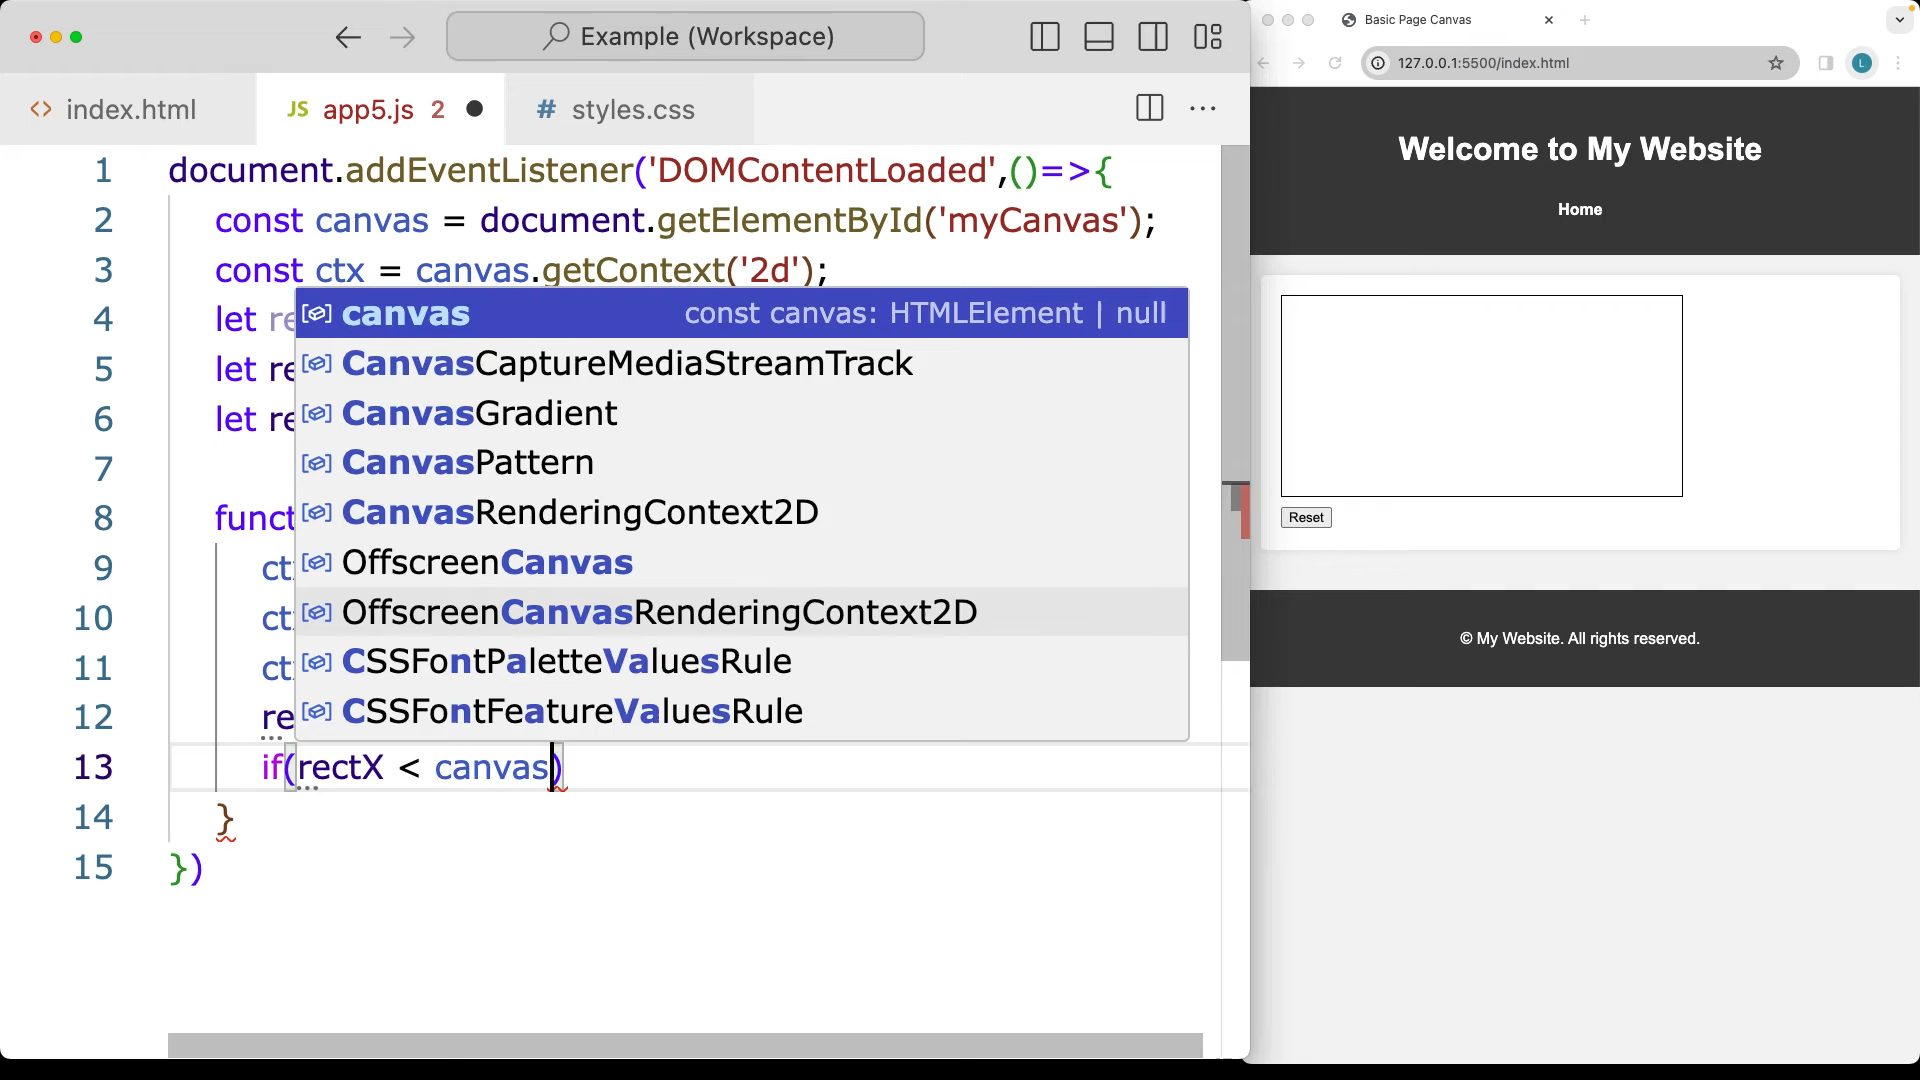 Example (Workspace)
index.html
JS app5.js 2
# styles.css
1 document.addEventListener('DOMContentLoaded',()=>{
2 const canvas = document.getElementById('myCanvas');
3 const ctx = canvas.getContext('2d');
4 let re
5 let re
6 let re
7
8 funct
9 ct
10 ct
11 ct
12 re
13 if(rectX < canvas)
14 }
15 })
canvas const canvas: HTMLElement | null
CanvasCaptureMediaStreamTrack
CanvasGradient
CanvasPattern
CanvasRenderingContext2D
OffscreenCanvas
OffscreenCanvasRenderingContext2D
CSSFontPaletteValuesRule
CSSFontFeatureValuesRule
Basic Page Canvas
127.0.0.1:5500/index.html
L
Welcome to My Website
Home
Reset
© My Website. All rights reserved.